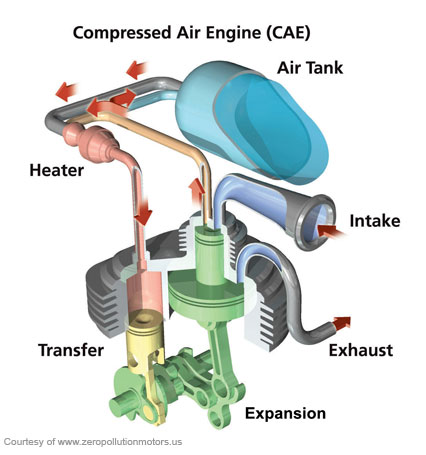 Compressed Air Engine (CAE)
Air Tank
Heater
Intake
Transfer
Exhaust
Expansion
Courtesy of www.zeropollutionmotors.us